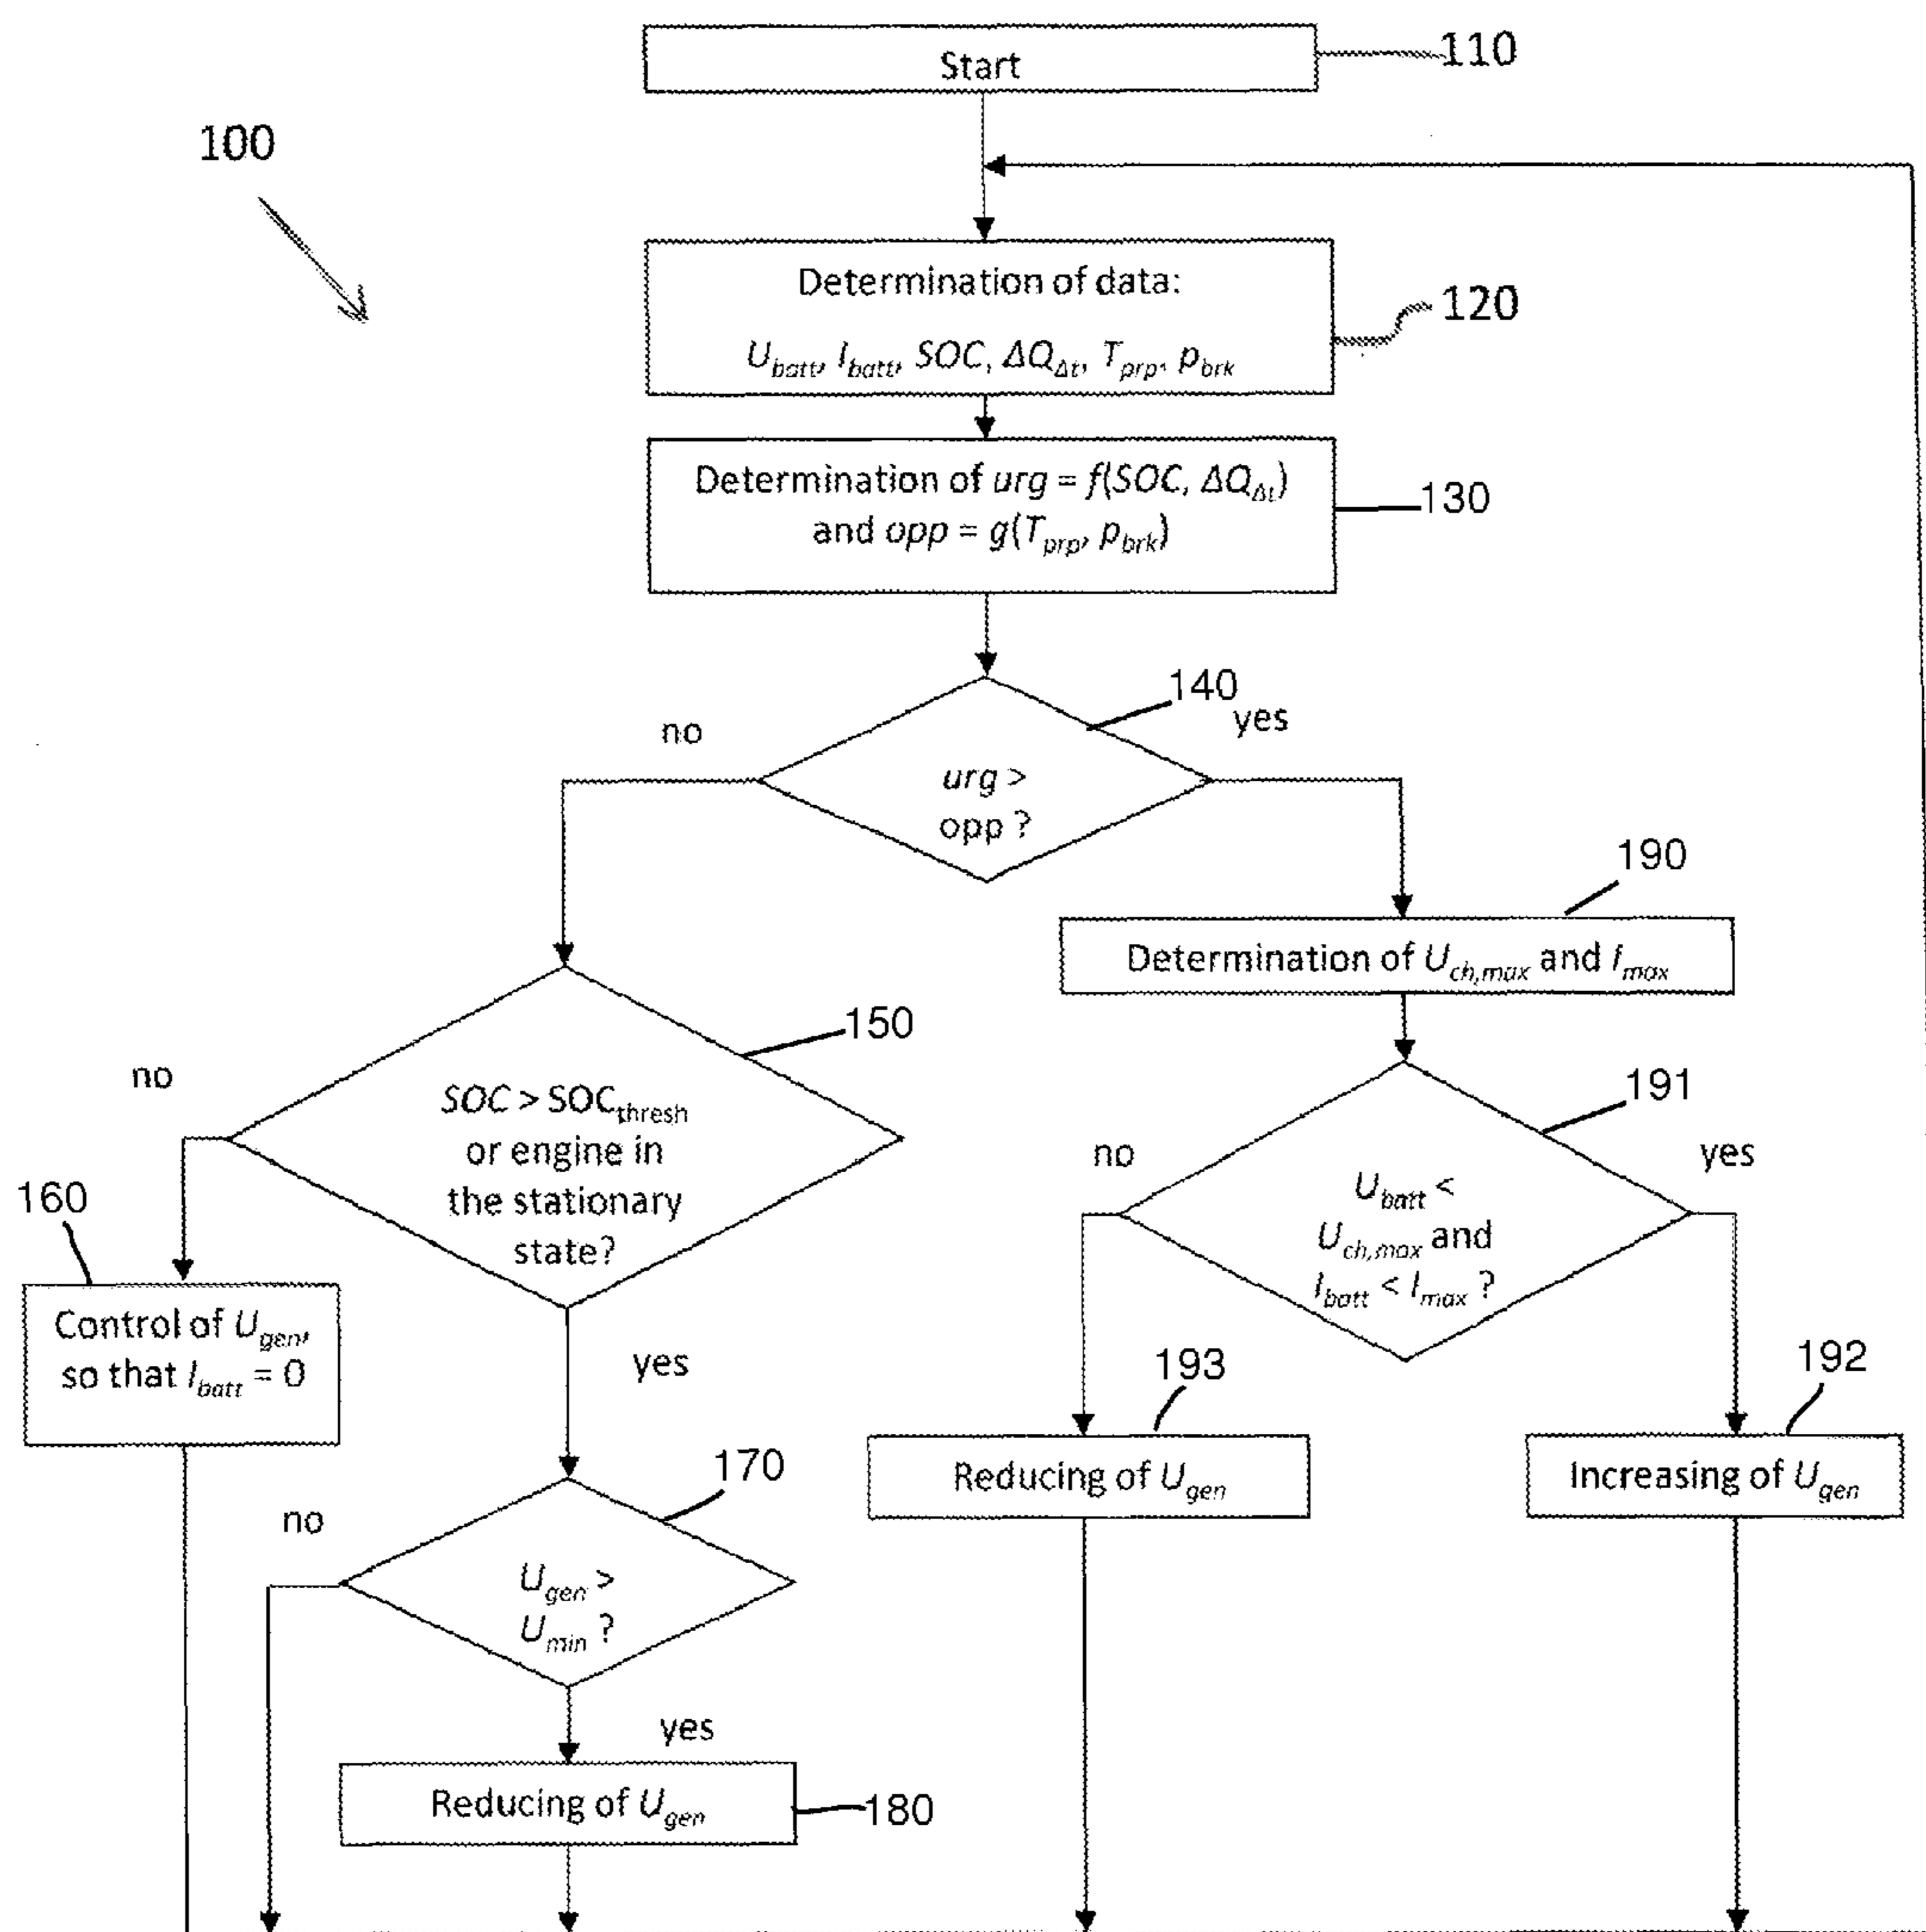 Start
110
100
Determination of data:
U_batt, I_batt, SOC, ΔQ_Δt, T_prp, p_brk
120
Determination of urg = f(SOC, ΔQ_Δt)
and opp = g(T_prp, p_brk)
130
140
no
yes
urg >
opp ?
190
Determination of U_ch,max and I_max
150
no
SOC > SOC_thresh
or engine in
the stationary
state?
191
no
yes
U_batt <
U_ch,max and
I_batt < I_max ?
160
Control of U_gen,
so that I_batt = 0
yes
193
192
Reducing of U_gen
Increasing of U_gen
170
no
U_gen >
U_min ?
yes
Reducing of U_gen
180